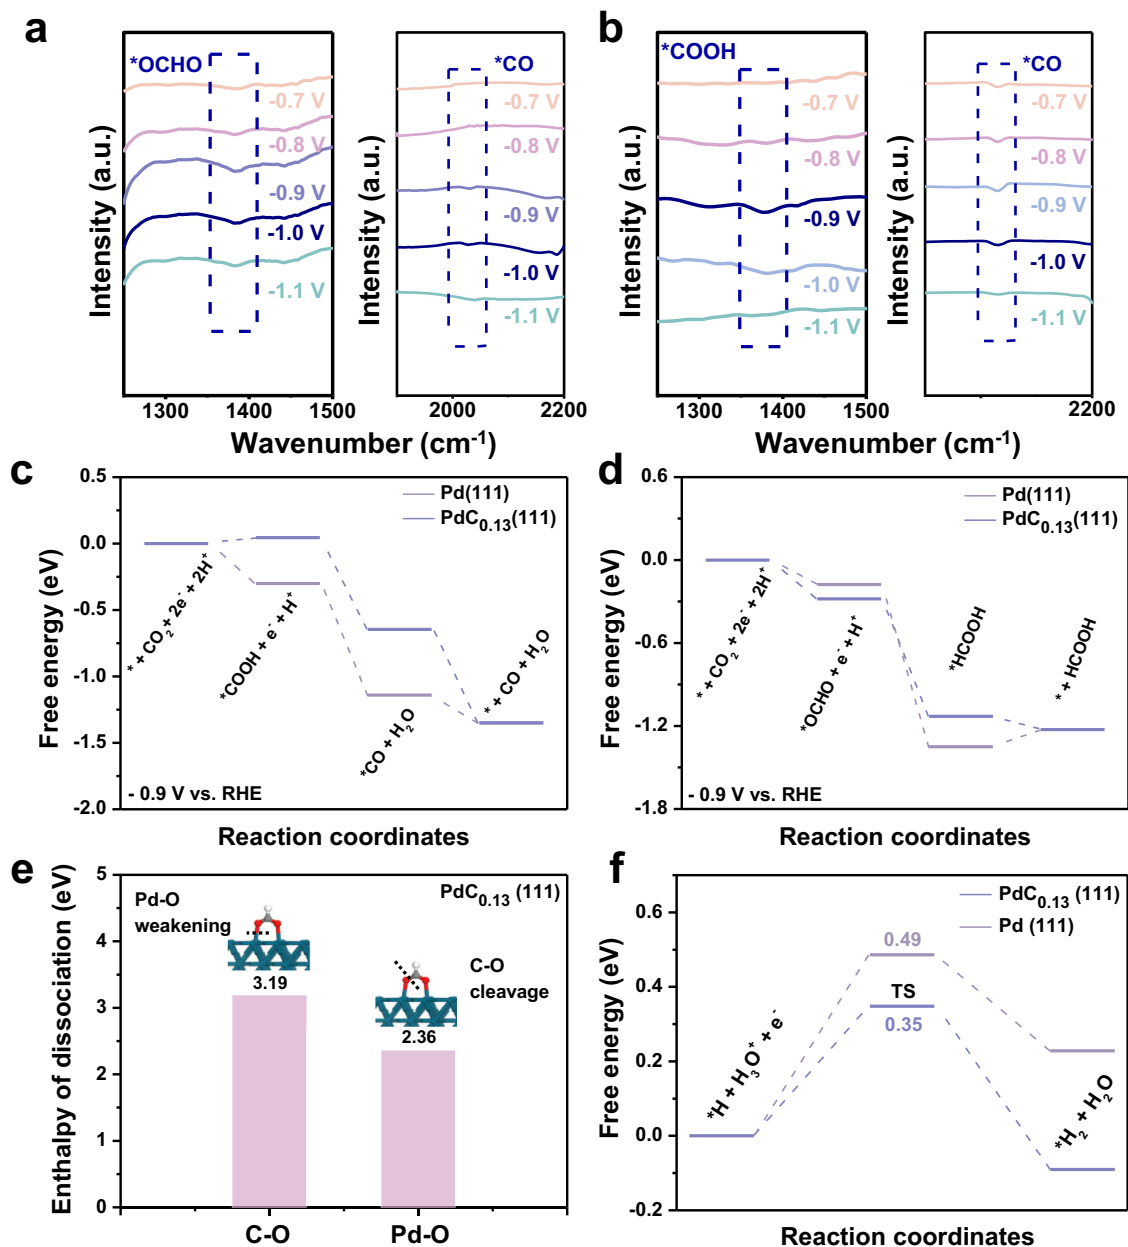 a
*OCHO
*CO
-0.7 V
-0.8 V
-0.9 V
-1.0 V
-1.1 V
-0.7 V
-0.8 V
-0.9 V
-1.0 V
-1.1 V
Intensity (a.u.)
Intensity (a.u.)
1300
1400
1500
2000
2200
Wavenumber (cm⁻¹)
b
*COOH
*CO
-0.7 V
-0.8 V
-0.9 V
-1.0 V
-1.1 V
-0.7 V
-0.8 V
-0.9 V
-1.0 V
-1.1 V
Intensity (a.u.)
Intensity (a.u.)
1300
1400
1500
2200
Wavenumber (cm⁻¹)
c
Pd(111)
PdC₀.₁₃(111)
0.5
0.0
-0.5
-1.0
-1.5
-2.0
Free energy (eV)
* + CO₂ + 2e⁻ + 2H⁺
*COOH + e⁻ + H⁺
*CO + H₂O
* + CO + H₂O
- 0.9 V vs. RHE
Reaction coordinates
d
Pd(111)
PdC₀.₁₃(111)
0.6
0.0
-0.6
-1.2
-1.8
Free energy (eV)
* + CO₂ + 2e⁻ + 2H⁺
*OCHO + e⁻ + H⁺
*HCOOH
* + HCOOH
- 0.9 V vs. RHE
Reaction coordinates
e
PdC₀.₁₃ (111)
Pd-O
weakening
3.19
C-O
cleavage
2.36
5
4
3
2
1
0
Enthalpy of dissociation (eV)
C-O
Pd-O
f
PdC₀.₁₃ (111)
Pd (111)
0.6
0.4
0.2
0.0
-0.2
Free energy (eV)
0.49
TS
0.35
*H + H₃O⁺ + e⁻
*H₂ + H₂O
Reaction coordinates